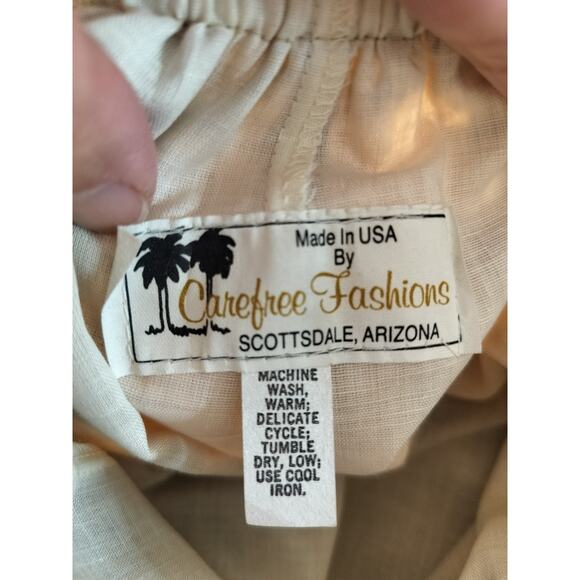 Made In USA
By
Carefree Fashions
SCOTTSDALE, ARIZONA
MACHINE
WASH,
WARM;
DELICATE
CYCLE;
TUMBLE
DRY, LOW;
USE COOL
IRON.